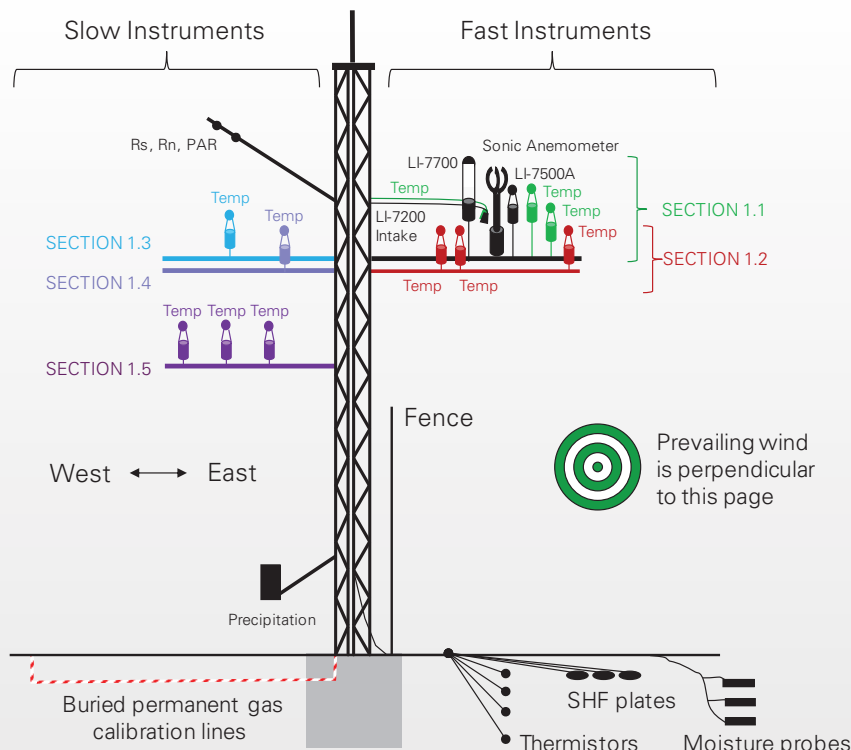 Slow Instruments
Fast Instruments
Rs, Rn, PAR
Sonic Anemometer
LI-7700
LI-7500A
Temp
Temp
Temp
LI-7200
Intake
Temp
SECTION 1.1
Temp
Temp
SECTION 1.3
SECTION 1.4
SECTION 1.2
Temp
Temp
Temp
Temp Temp Temp
SECTION 1.5
Fence
West
East
Prevailing wind
is perpendicular
to this page
Precipitation
Buried permanent gas
calibration lines
SHF plates
Thermistors
Moisture probes